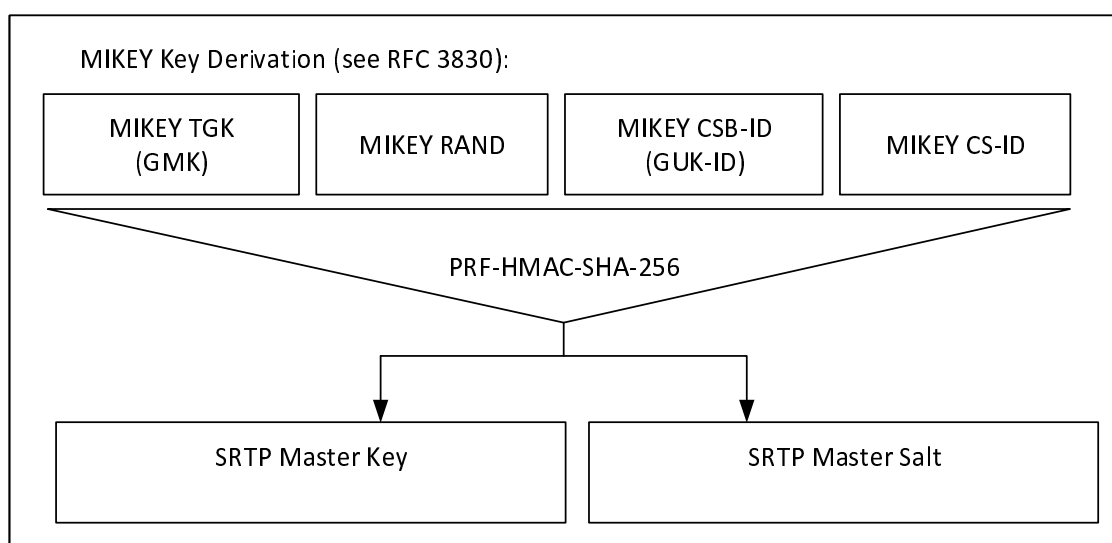 MIKEY Key Derivation (see RFC 3830):
MIKEY TGK
(GMK)
MIKEY RAND
MIKEY CSB-ID
(GUK-ID)
MIKEY CS-ID
PRF-HMAC-SHA-256
SRTP Master Key
SRTP Master Salt